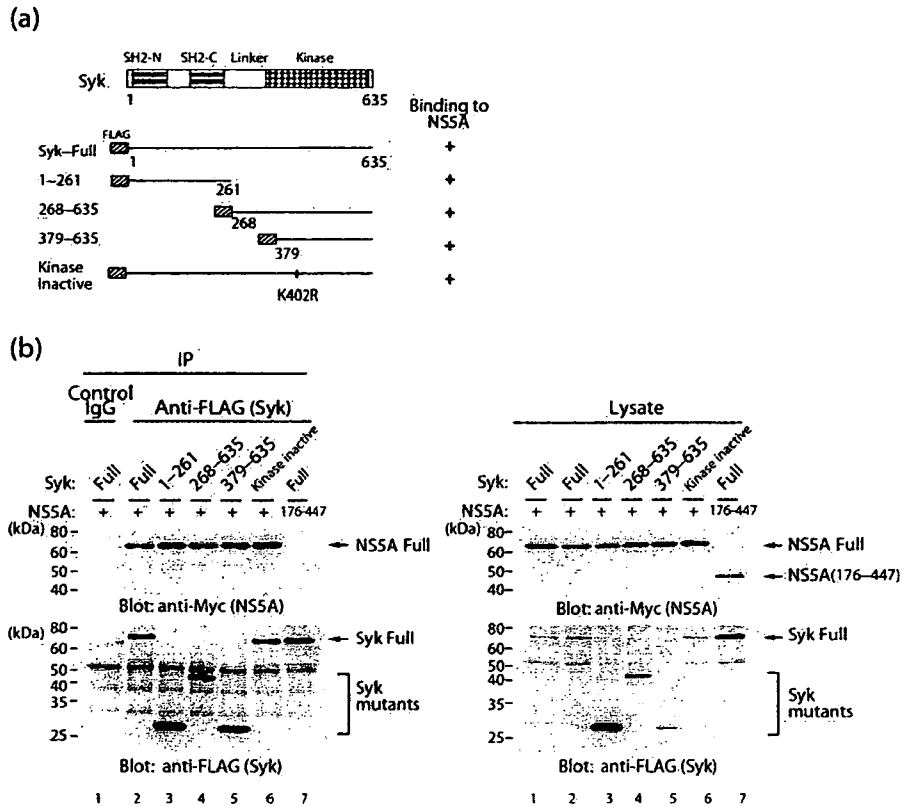 (a)
SH2-N SH2-C Linker Kinase
Syk
1 635
Binding to
NS5A
FLAG
Syk-Full +
1 635
1-261 +
261
268-635 +
268
379-635 +
379
Kinase
Inactive +
K402R
(b)
IP
Control
IgG Anti-FLAG (Syk)
Syk: Full Full 1-261 268-635 379-635 Kinase inactive Full
NS5A: + + + + + + 176-447
(kDa)
80
60 NS5A Full
50
40
Blot: anti-Myc (NS5A)
(kDa)
80
60 Syk Full
50
40
35 Syk
mutants
25
Blot: anti-FLAG (Syk)
1 2 3 4 5 6 7
Lysate
Syk: Full Full 1-261 268-635 379-635 Kinase inactive Full
NS5A: + + + + + + 176-447
(kDa)
80
60 NS5A Full
50 NS5A(176-447)
40
Blot: anti-Myc (NS5A)
(kDa)
80
60 Syk Full
50
40
35 Syk
mutants
25
Blot: anti-FLAG (Syk)
1 2 3 4 5 6 7